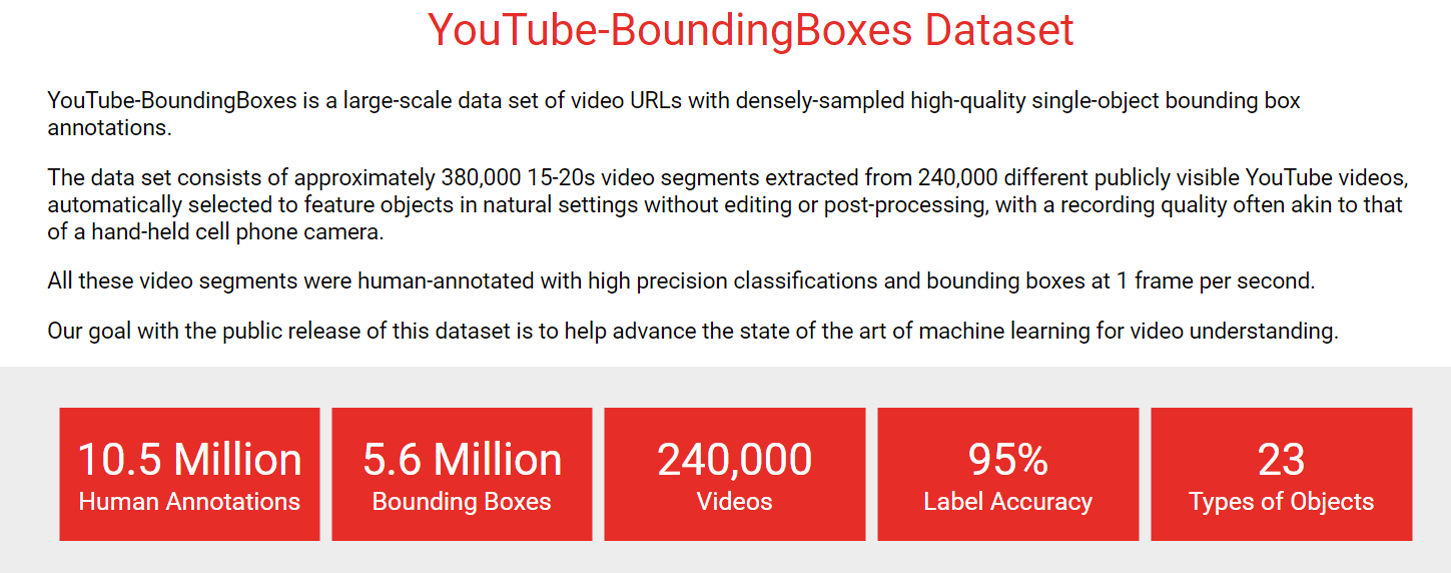 YouTube-BoundingBoxes Dataset
YouTube-BoundingBoxes is a large-scale data set of video URLs with densely-sampled high-quality single-object bounding box
annotations.
The data set consists of approximately 380,000 15-20s video segments extracted from 240,000 different publicly visible YouTube videos,
automatically selected to feature objects in natural settings without editing or post-processing, with a recording quality often akin to that
of a hand-held cell phone camera.
All these video segments were human-annotated with high precision classifications and bounding boxes at 1 frame per second.
Our goal with the public release of this dataset is to help advance the state of the art of machine learning for video understanding.
10.5 Million
Human Annotations
5.6 Million
Bounding Boxes
240,000
Videos
95%
Label Accuracy
23
Types of Objects